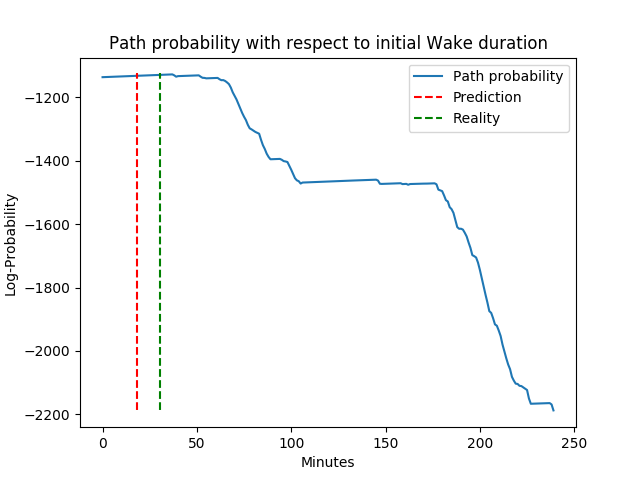 Path probability with respect to initial Wake duration
Path probability
Prediction
Reality
−1200
−1400
−1600
−1800
−2000
−2200
Log-Probability
0 50 100 150 200 250
Minutes